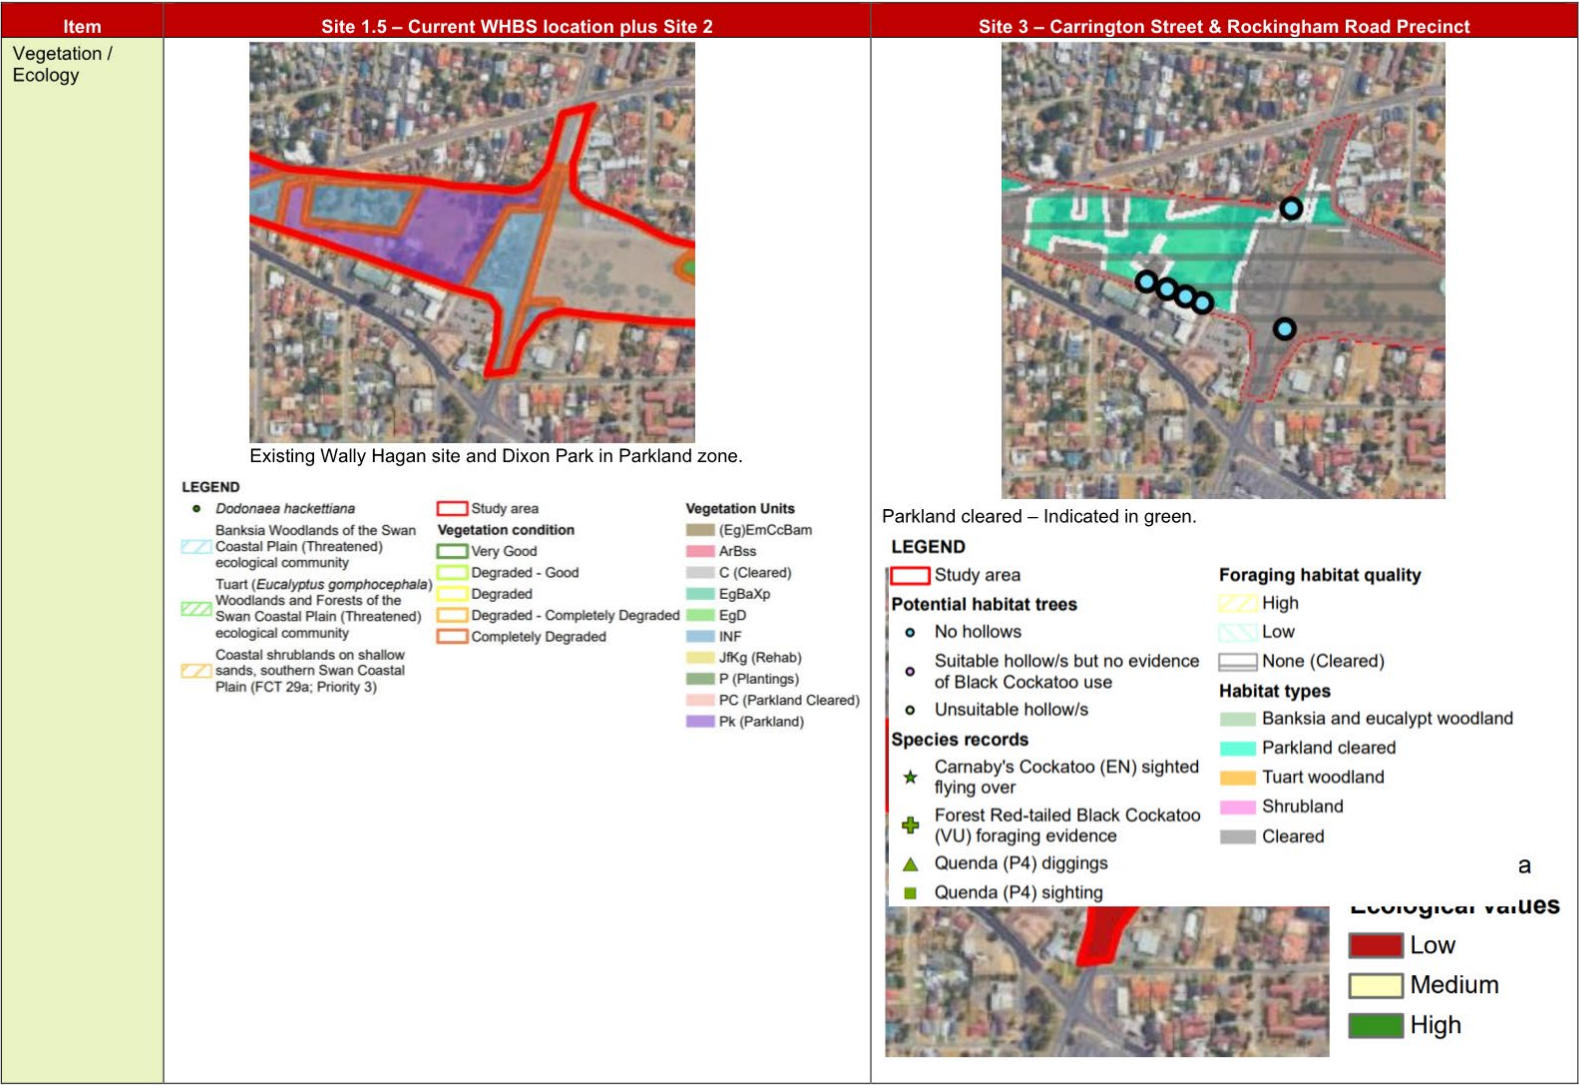 Item
Site 1.5 – Current WHBS location plus Site 2
Site 3 – Carrington Street & Rockingham Road Precinct
Vegetation /
Ecology
Existing Wally Hagan site and Dixon Park in Parkland zone.
LEGEND
Dodonaea hackettiana
Banksia Woodlands of the Swan
Coastal Plain (Threatened)
ecological community
Tuart (Eucalyptus gomphocephala)
Woodlands and Forests of the
Swan Coastal Plain (Threatened)
ecological community
Coastal shrublands on shallow
sands, southern Swan Coastal
Plain (FCT 29a; Priority 3)
Study area
Vegetation condition
Very Good
Degraded - Good
Degraded
Degraded - Completely Degraded
Completely Degraded
Vegetation Units
(Eg)EmCcBam
ArBss
C (Cleared)
EgBaXp
EgD
INF
JfKg (Rehab)
P (Plantings)
PC (Parkland Cleared)
Pk (Parkland)
Parkland cleared – Indicated in green.
LEGEND
Study area
Potential habitat trees
No hollows
Suitable hollow/s but no evidence
of Black Cockatoo use
Unsuitable hollow/s
Species records
Carnaby's Cockatoo (EN) sighted
flying over
Forest Red-tailed Black Cockatoo
(VU) foraging evidence
Quenda (P4) diggings
Quenda (P4) sighting
Foraging habitat quality
High
Low
None (Cleared)
Habitat types
Banksia and eucalypt woodland
Parkland cleared
Tuart woodland
Shrubland
Cleared
a
Ecological values
Low
Medium
High